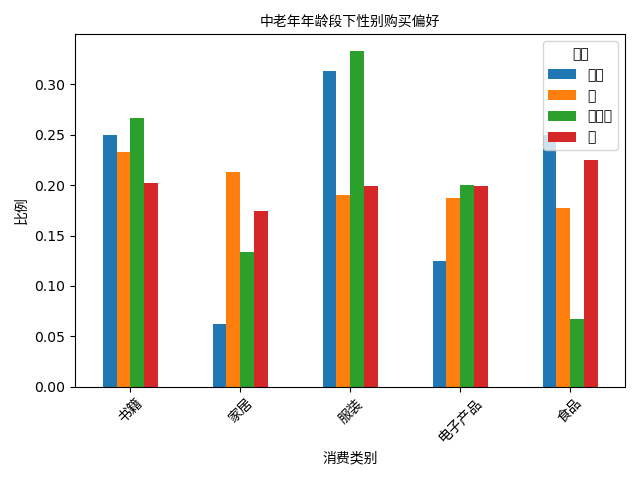 中老年年龄段下性别购买偏好
比例
0.30
0.25
0.20
0.15
0.10
0.05
0.00
书籍
家居
服装
电子产品
食品
消费类别